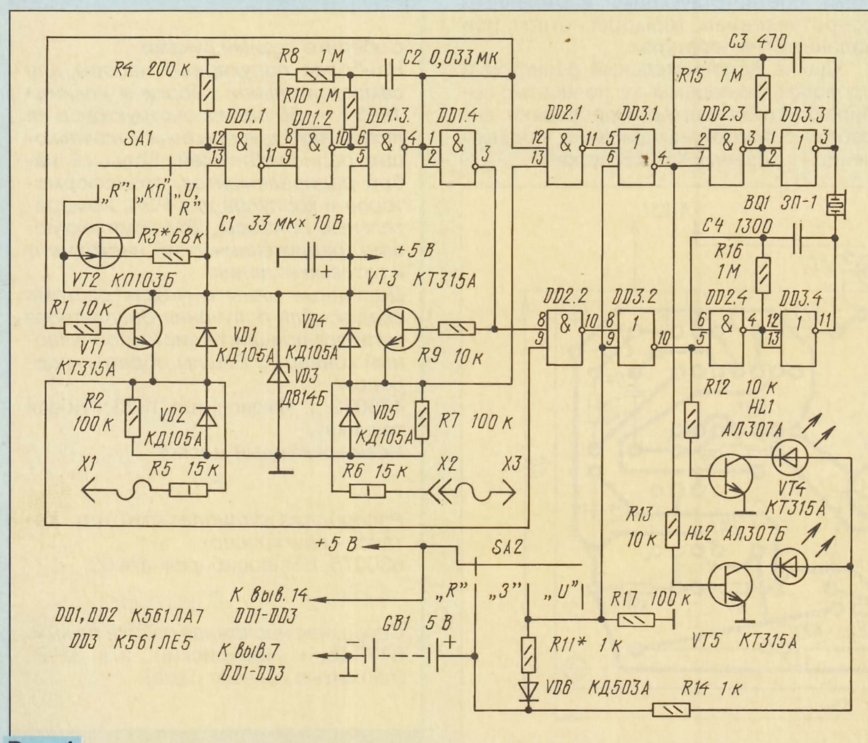 R4 200 к
R8 1 М
C2 0,033 мк
C3 470
R15 1 М
R10 1 М
SA1
DD1.1
DD1.2
DD1.3
DD1.4
DD2.1
DD3.1
DD2.3
DD3.3
12 & 13 11
8 & 9 10
6 & 5 4
1 & 2 3
12 & 13 11
5 1 6 4
2 & 1 3
1 1 2 3
„R" „КП" „U, R"
R3* 68 к
C1 33 мк × 10 В
+
+5 В
BQ1 ЗП-1
C4 1300
R16 1М
VT2 КП103Б
VT3 КТ315А
R1 10 к
VT1 КТ315А
VD1 КД105А
VD4 КД105А
VD3 Д814Б
R9 10 к
DD2.2
DD3.2
DD2.4
DD3.4
8 & 9 10
8 1 9 10
6 & 5 4
12 1 13 11
R2 100 к
VD2 КД105А
VD5 КД105А
R7 100 к
R12 10 к
HL1 АЛ307А
VT4 КТ315А
X1
R5 15 к
R6 15 к
X2
X3
R13 10 к
HL2 АЛ307Б
VT5 КТ315А
+5 В
SA2
„R" „З" „U"
R17 100 к
К выв. 14 DD1-DD3
DD1, DD2 К561ЛА7
DD3 К561ЛЕ5
К выв. 7 DD1-DD3
GB1 5 В
− +
R11* 1 к
VD6 КД503А
R14 1 к